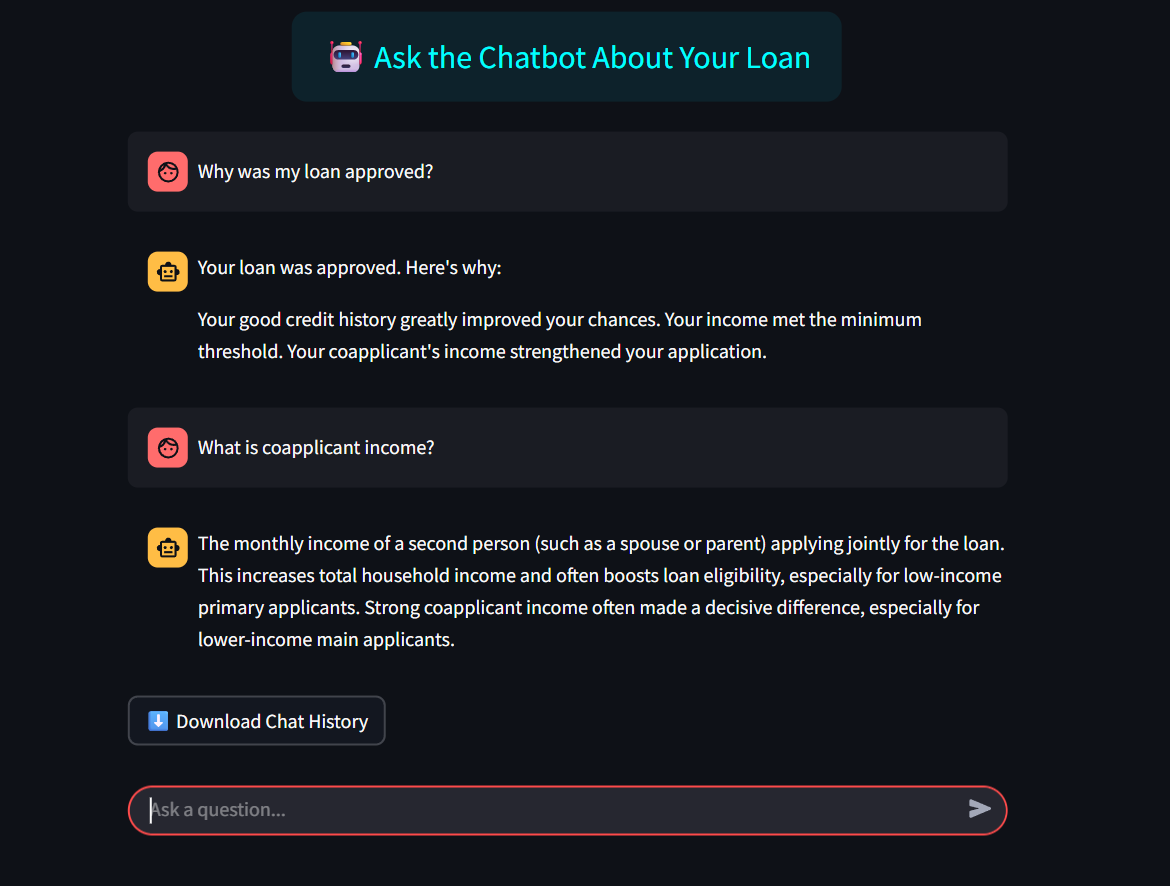 Ask the Chatbot About Your Loan
Why was my loan approved?
Your loan was approved. Here's why:
Your good credit history greatly improved your chances. Your income met the minimum
threshold. Your coapplicant's income strengthened your application.
What is coapplicant income?
The monthly income of a second person (such as a spouse or parent) applying jointly for the loan.
This increases total household income and often boosts loan eligibility, especially for low-income
primary applicants. Strong coapplicant income often made a decisive difference, especially for
lower-income main applicants.
Download Chat History
Ask a question...